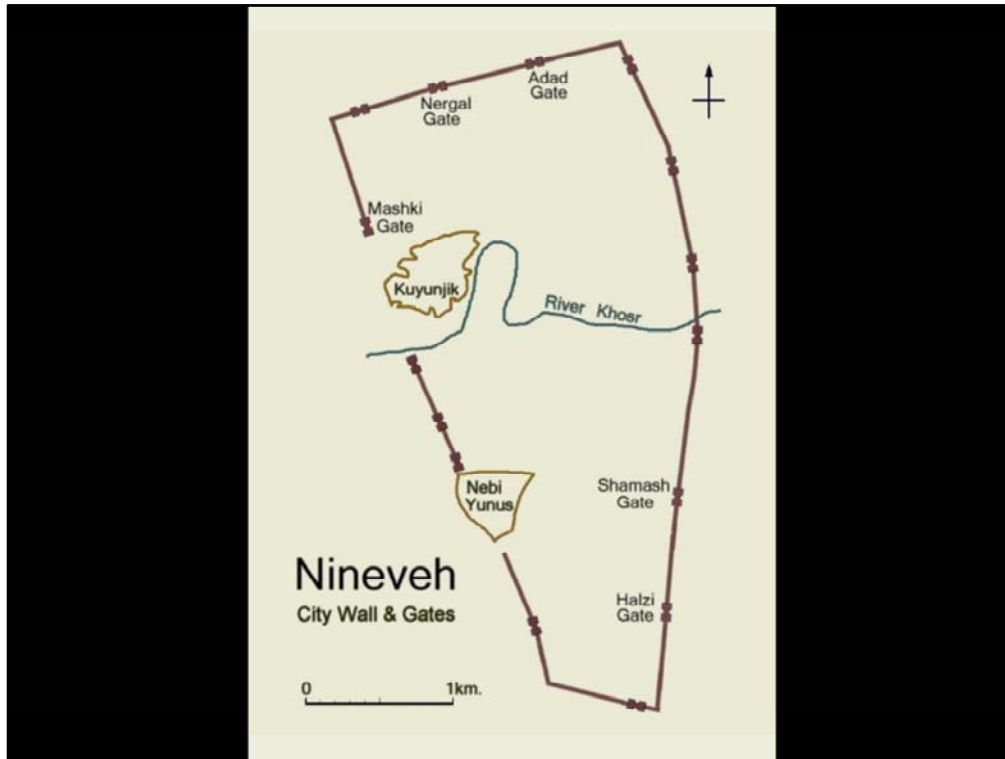 Adad
Gate
Nergal
Gate
Mashki
Gate
Kuyunjik
River Khosr
Nebi
Yunus
Shamash
Gate
Nineveh
City Wall & Gates
Halzi
Gate
0 1km.